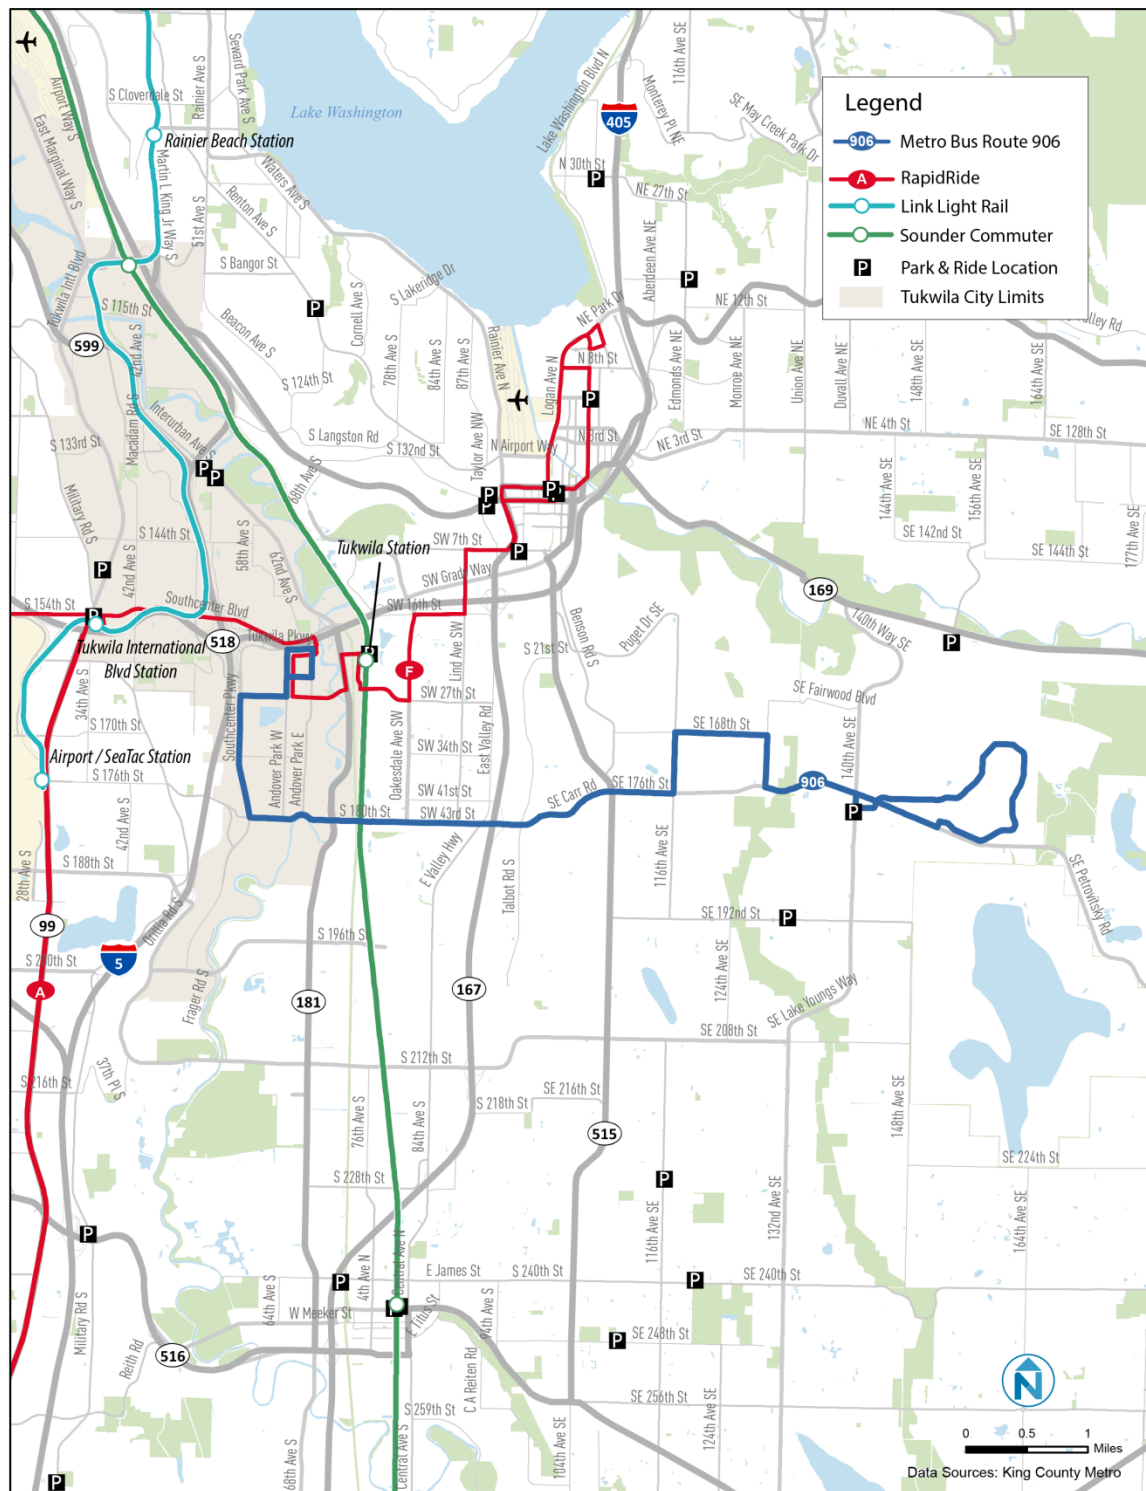 Legend
906
Metro Bus Route 906
A
RapidRide
Link Light Rail
Sounder Commuter
P
Park & Ride Location
Tukwila City Limits
Lake Washington
405
116th Ave SE
Monterey Pl NE
SE May Creek Park Dr
Lake Washington Blvd N
N 30th St
NE 27th St
Seward Park Ave S
Rainier Ave S
S Cloverdale St
Airport Way S
East Marginal Way S
Rainier Beach Station
Martin L King Jr Way S
51st Ave S
Waters Ave S
Renton Ave S
S Bangor St
S Lakeridge Dr
Cornell Ave S
Beacon Ave S
S 124th St
78th Ave S
84th Ave S
87th Ave S
Rainier Ave N
Tukwila Intl Blvd
S 115th St
42nd Ave S
599
Macadam Rd S
Interurban Ave S
S 133rd St
Military Rd S
S Langston Rd
S 132nd St
68th Ave S
Taylor Ave NW
N Airport Way
Logan Ave N
N 8th St
N 3rd St
NE 3rd St
NE Park Dr
Aberdeen Ave NE
NE 12th St
Edmonds Ave NE
Monroe Ave NE
Union Ave NE
Duvall Ave NE
148th Ave SE
164th Ave SE
Valley Rd
NE 4th St
SE 128th St
144th Ave SE
156th Ave SE
SE 142nd St
SE 144th St
177th Ave SE
S 144th St
58th Ave S
62nd Ave S
42nd Ave S
Tukwila Station
SW 7th St
SW Grady Way
SW 16th St
169
140th Way SE
S 154th St
Southcenter Blvd
518
Tukwila Pkwy
Tukwila International
Blvd Station
34th Ave S
Southcenter Pkwy
F
Lind Ave SW
S 21st St
Benson Rd S
Puget Dr SE
SW 27th St
Oakesdale Ave SW
East Valley Rd
SW 34th St
SW 41st St
SW 43rd St
S 180th St
Andover Park W
Andover Park E
S 170th St
Airport / SeaTac Station
S 176th St
42nd Ave S
S 188th St
28th Ave S
SE Fairwood Blvd
SE 168th St
140th Ave SE
SE 176th St
SE Carr Rd
906
116th Ave SE
SE Petrovitsky Rd
E Valley Hwy
Talbot Rd S
SE 192nd St
124th Ave SE
99
Orillia Rd S
5
S 200th St
S 196th St
A
Frager Rd S
181
167
SE Lake Youngs Way
SE 208th St
S 212th St
37th Pl S
S 216th St
SE 216th St
S 218th St
76th Ave S
84th Ave S
515
148th Ave SE
SE 224th St
S 228th St
116th Ave SE
132nd Ave SE
164th Ave SE
4th Ave N
Central Ave N
E James St
S 240th St
SE 240th St
64th Ave S
W Meeker St
E Titus St
94th Ave S
Military Rd S
Reith Rd
516
SE 248th St
C A Reiten Rd
SE 256th St
S 259th St
Central Ave S
68th Ave S
104th Ave SE
124th Ave SE
N
0 0.5 1
Miles
Data Sources: King County Metro